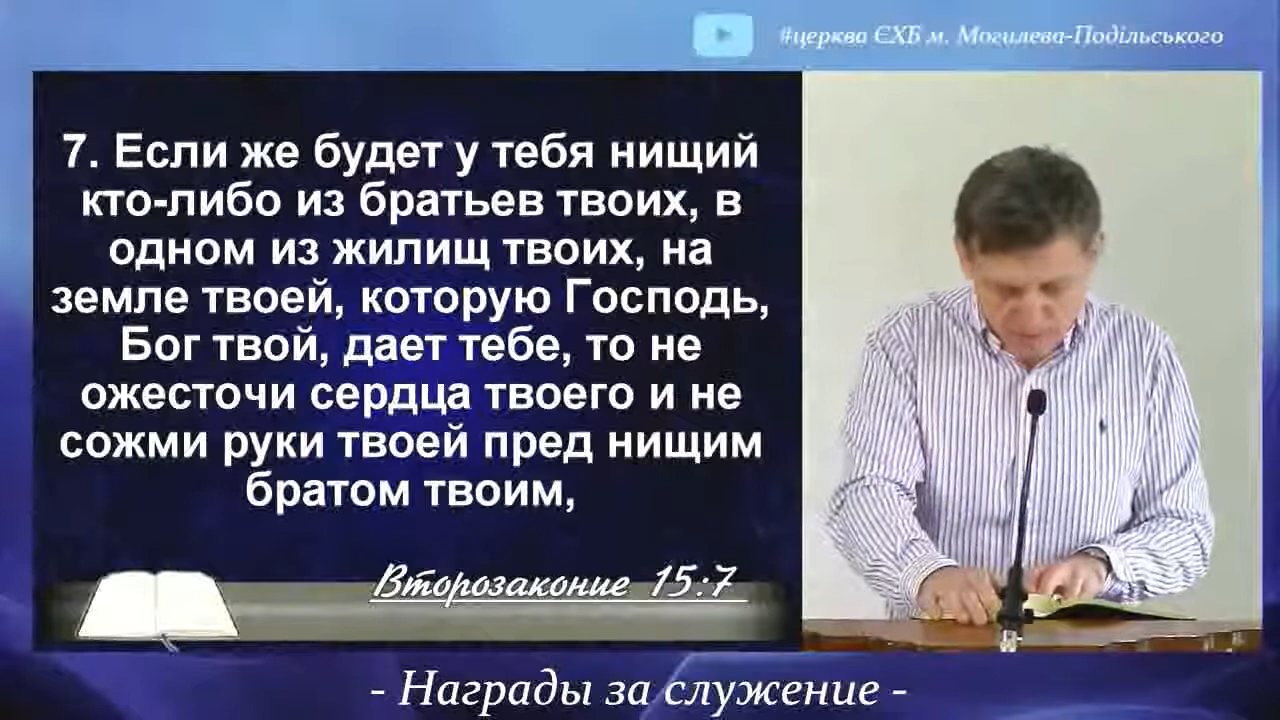 #церква ЄХБ м. Могилева-Подільського
7. Если же будет у тебя нищий
кто-либо из братьев твоих, в
одном из жилищ твоих, на
земле твоей, которую Господь,
Бог твой, дает тебе, то не
ожесточи сердца твоего и не
сожми руки твоей пред нищим
братом твоим,
Второзаконие 15:7
- Награды за служение -